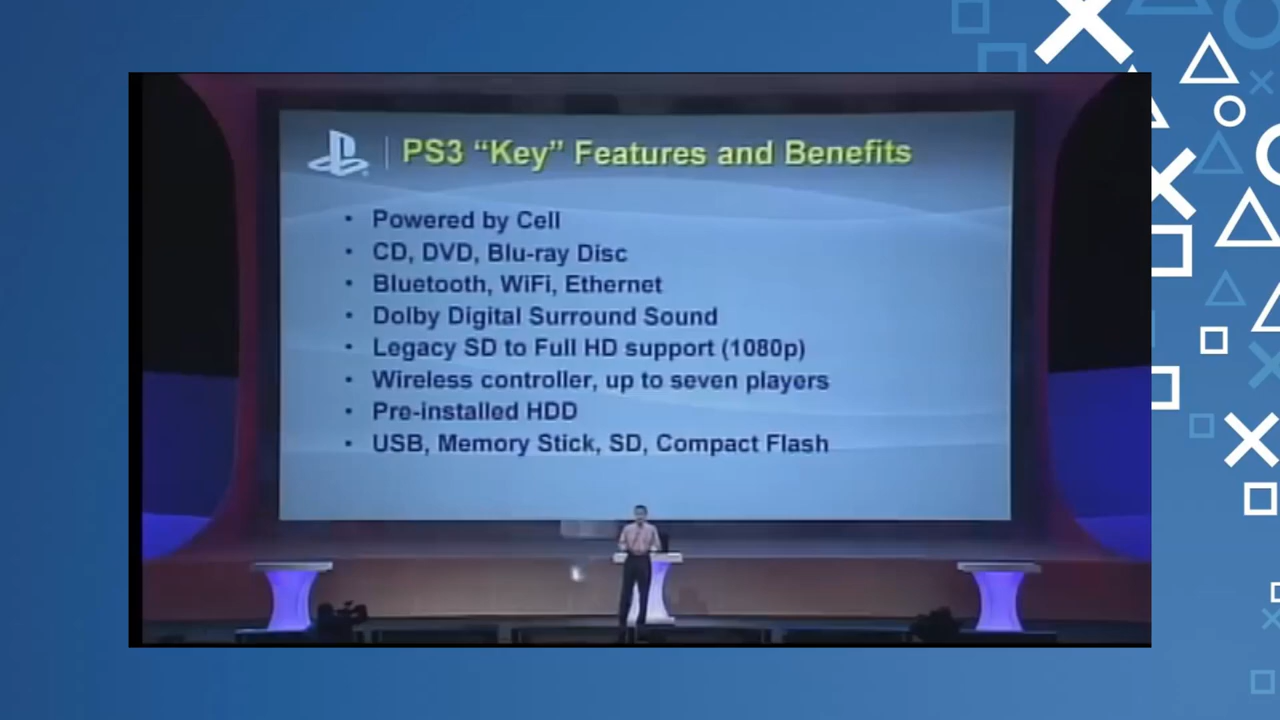 PS3 “Key” Features and Benefits
• Powered by Cell
• CD, DVD, Blu-ray Disc
• Bluetooth, WiFi, Ethernet
• Dolby Digital Surround Sound
• Legacy SD to Full HD support (1080p)
• Wireless controller, up to seven players
• Pre-installed HDD
• USB, Memory Stick, SD, Compact Flash